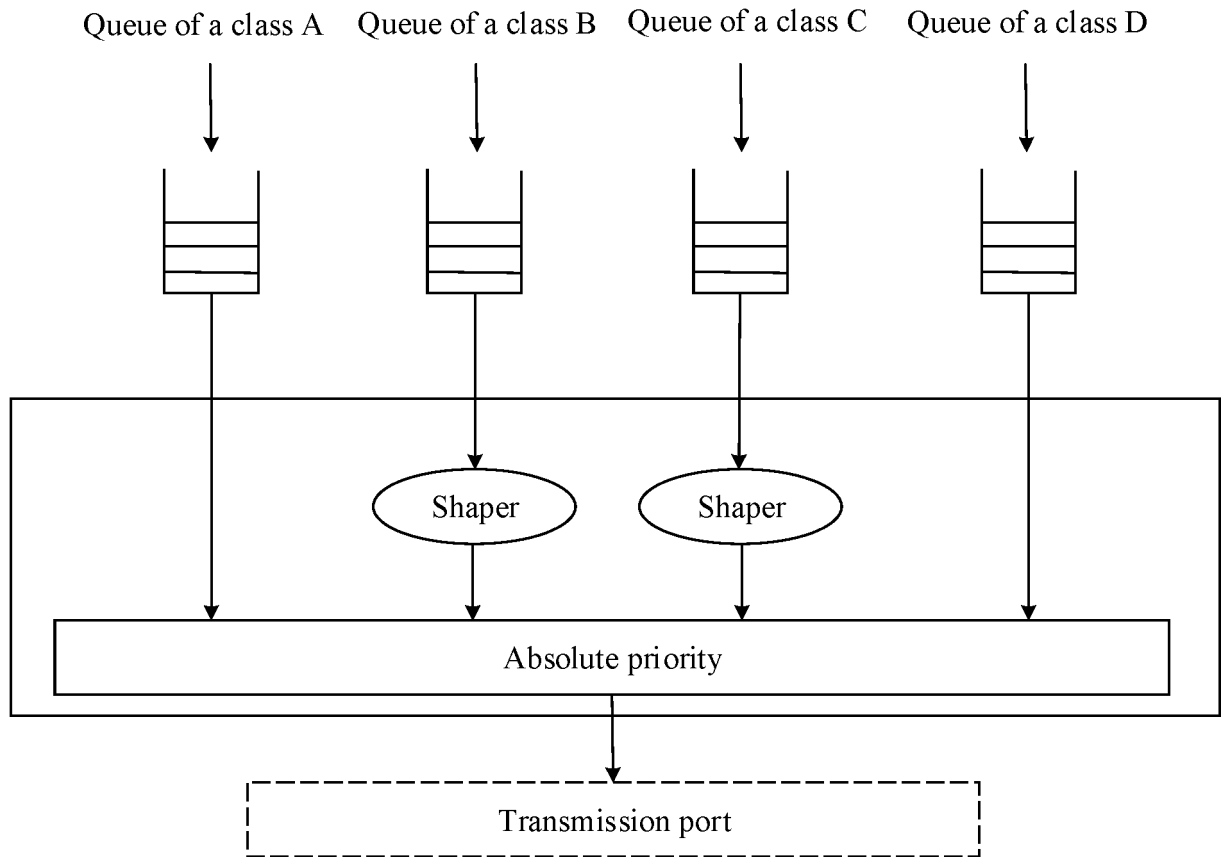 Queue of a class A
Queue of a class B
Queue of a class C
Queue of a class D
Shaper
Shaper
Absolute priority
Transmission port